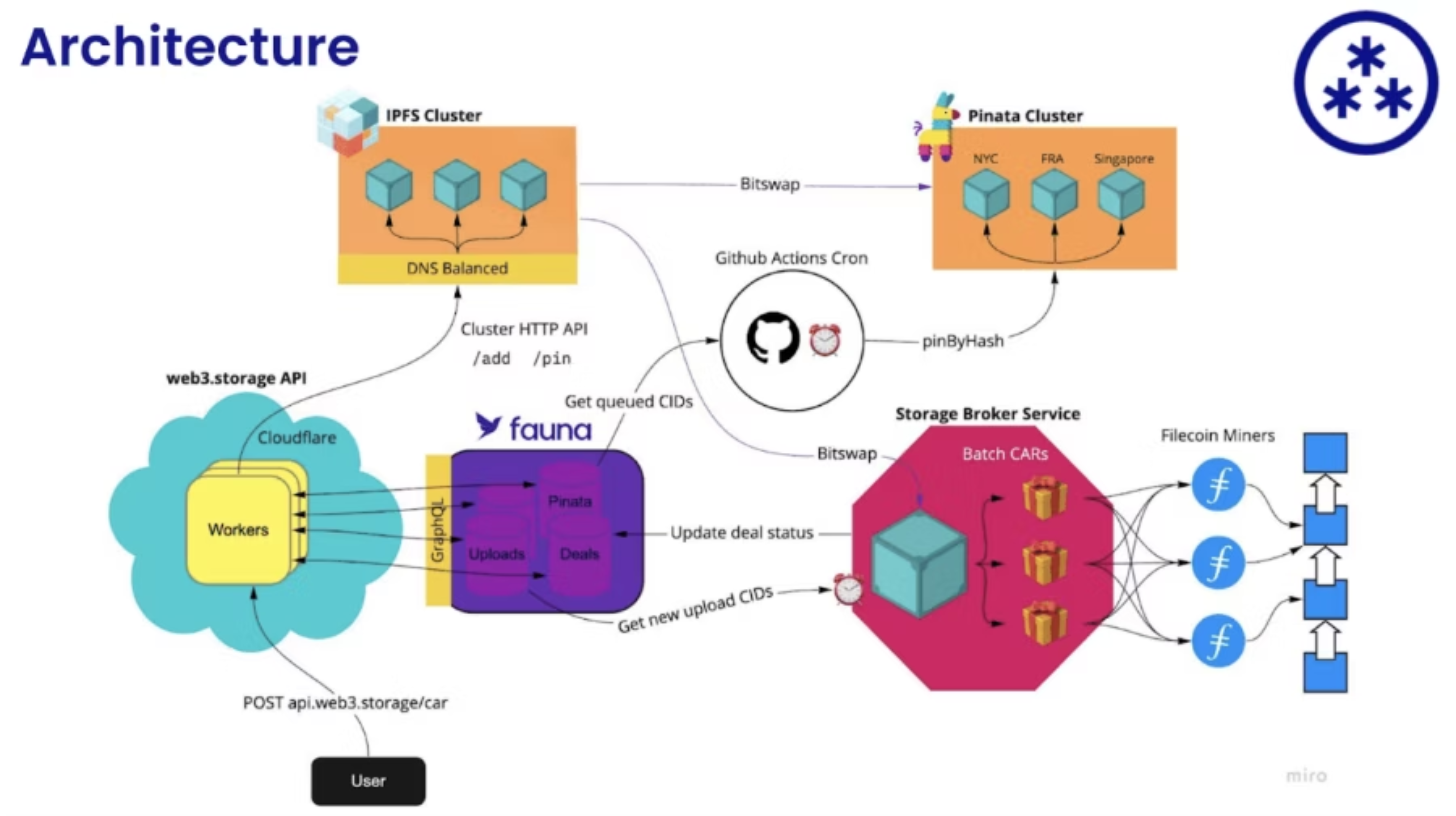 Architecture
IPFS Cluster
DNS Balanced
Bitswap
Pinata Cluster
NYC FRA Singapore
Github Actions Cron
pinByHash
Cluster HTTP API
/add /pin
web3.storage API
Cloudflare
Workers
Get queued CIDs
fauna
GraphQL
Pinata
Uploads
Deals
Update deal status
Get new upload CIDs
Bitswap
Storage Broker Service
Batch CARs
Filecoin Miners
POST api.web3.storage/car
User
miro